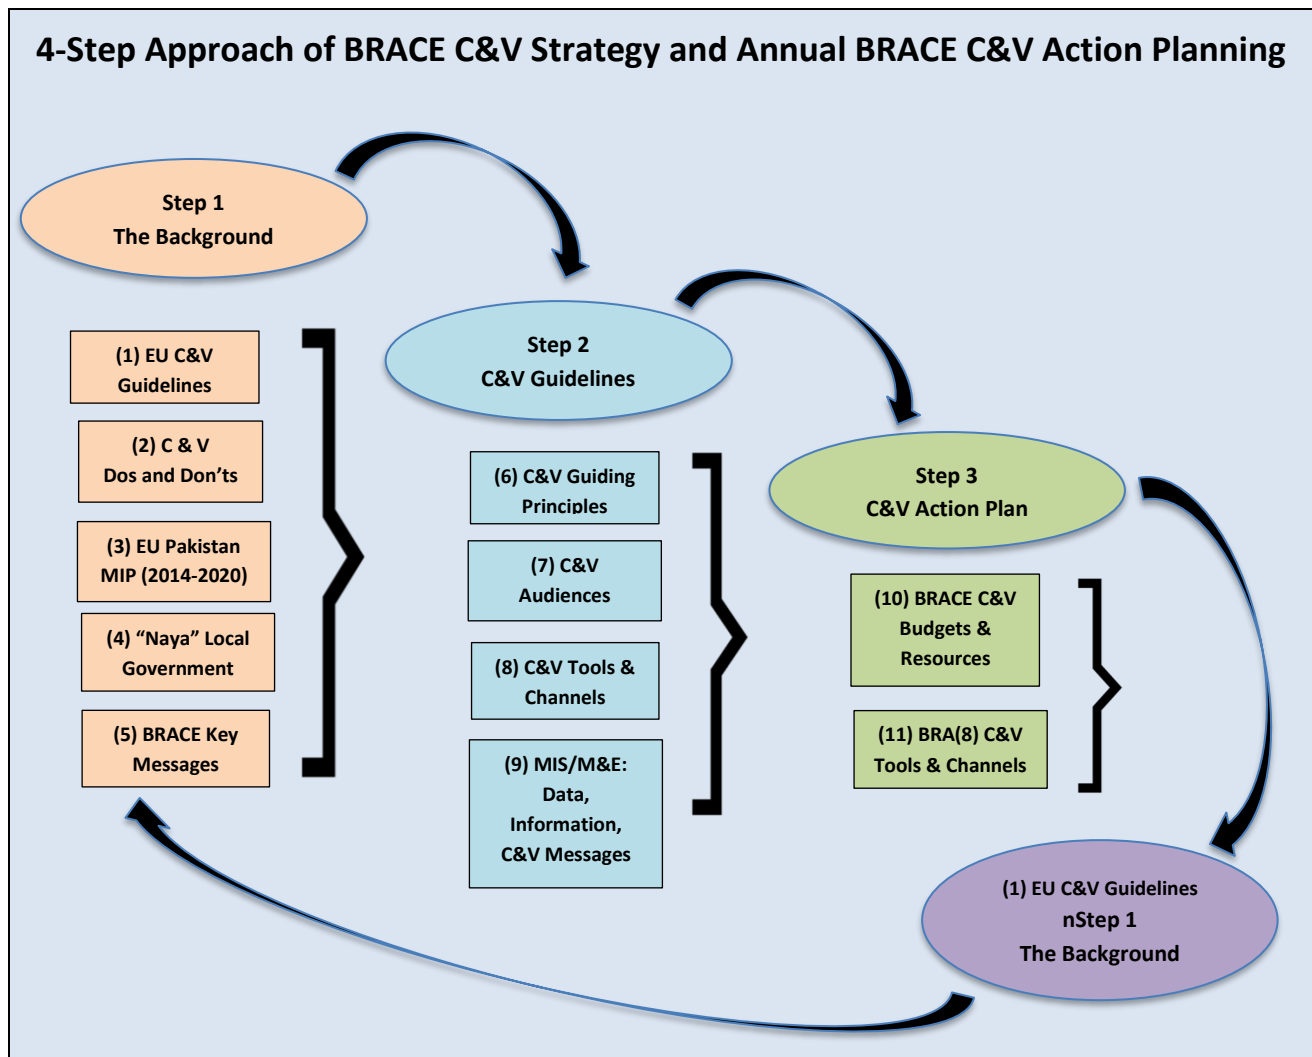 4-Step Approach of BRACE C&V Strategy and Annual BRACE C&V Action Planning
Step 1
The Background
(1) EU C&V
Guidelines
(2) C & V
Dos and Don’ts
(3) EU Pakistan
MIP (2014-2020)
(4) “Naya” Local
Government
(5) BRACE Key
Messages
Step 2
C&V Guidelines
(6) C&V Guiding
Principles
(7) C&V
Audiences
(8) C&V Tools &
Channels
(9) MIS/M&E:
Data,
Information,
C&V Messages
Step 3
C&V Action Plan
(10) BRACE C&V
Budgets &
Resources
(11) BRA(8) C&V
Tools & Channels
(1) EU C&V Guidelines
nStep 1
The Background